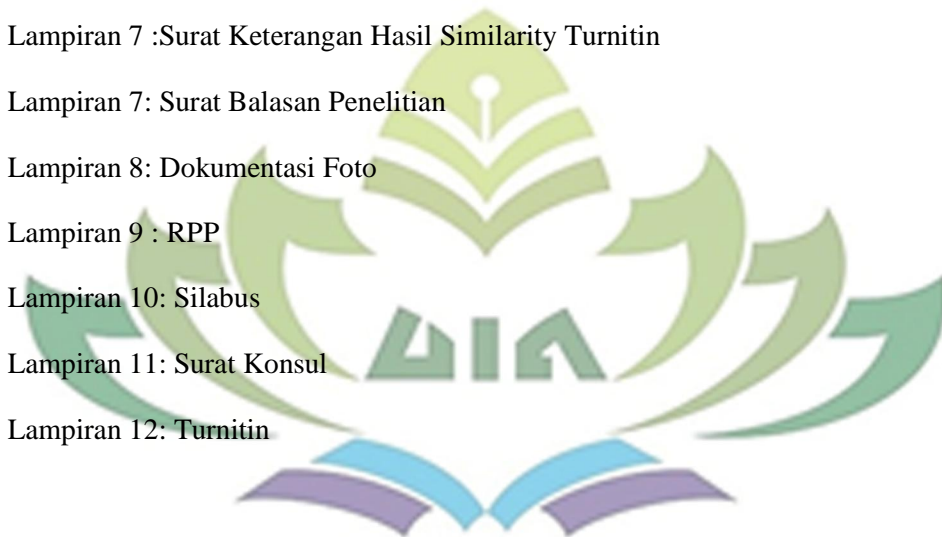 Lampiran 7 :Surat Keterangan Hasil Similarity Turnitin
Lampiran 7: Surat Balasan Penelitian
Lampiran 8: Dokumentasi Foto
Lampiran 9 : RPP
Lampiran 10: Silabus
UIN
Lampiran 11: Surat Konsul
Lampiran 12: Turnitin